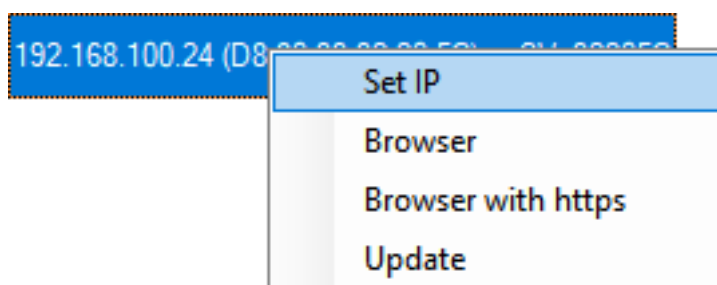 192.168.100.24 (D8
Set IP
Browser
Browser with https
Update